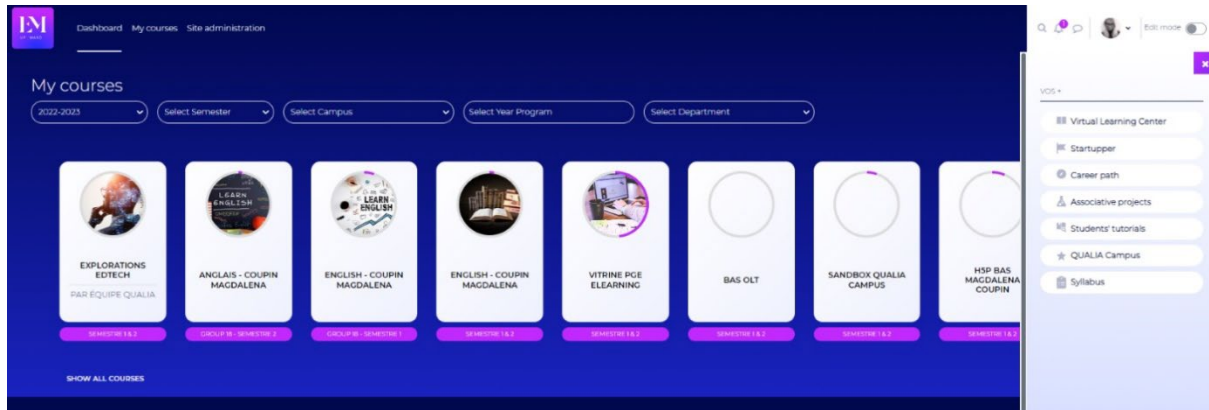 EM
Dashboard My courses Site administration
Edit mode
My courses
2022-2023
Select Semester
Select Campus
Select Year Program
Select Department
LEARN
ENGLISH
LEARN
ENGLISH
EXPLORATIONS
EDTECH
PAR ÉQUIPE QUALIA
SEMESTRE 1 & 2
ANGLAIS - COUPIN
MAGDALENA
GROUP 18 - SEMESTRE 2
ENGLISH - COUPIN
MAGDALENA
GROUP 18 - SEMESTRE 1
ENGLISH - COUPIN
MAGDALENA
SEMESTRE 1 & 2
VITRINE PGE
ELEARNING
SEMESTRE 1 & 2
BAS OLT
SEMESTRE 1 & 2
SANDBOX QUALIA
CAMPUS
SEMESTRE 1 & 2
H5P BAS
MAGDALENA
COUPIN
SEMESTRE 1 & 2
SHOW ALL COURSES
VOS +
Virtual Learning Center
Startupper
Career path
Associative projects
Students' tutorials
QUALIA Campus
Syllabus